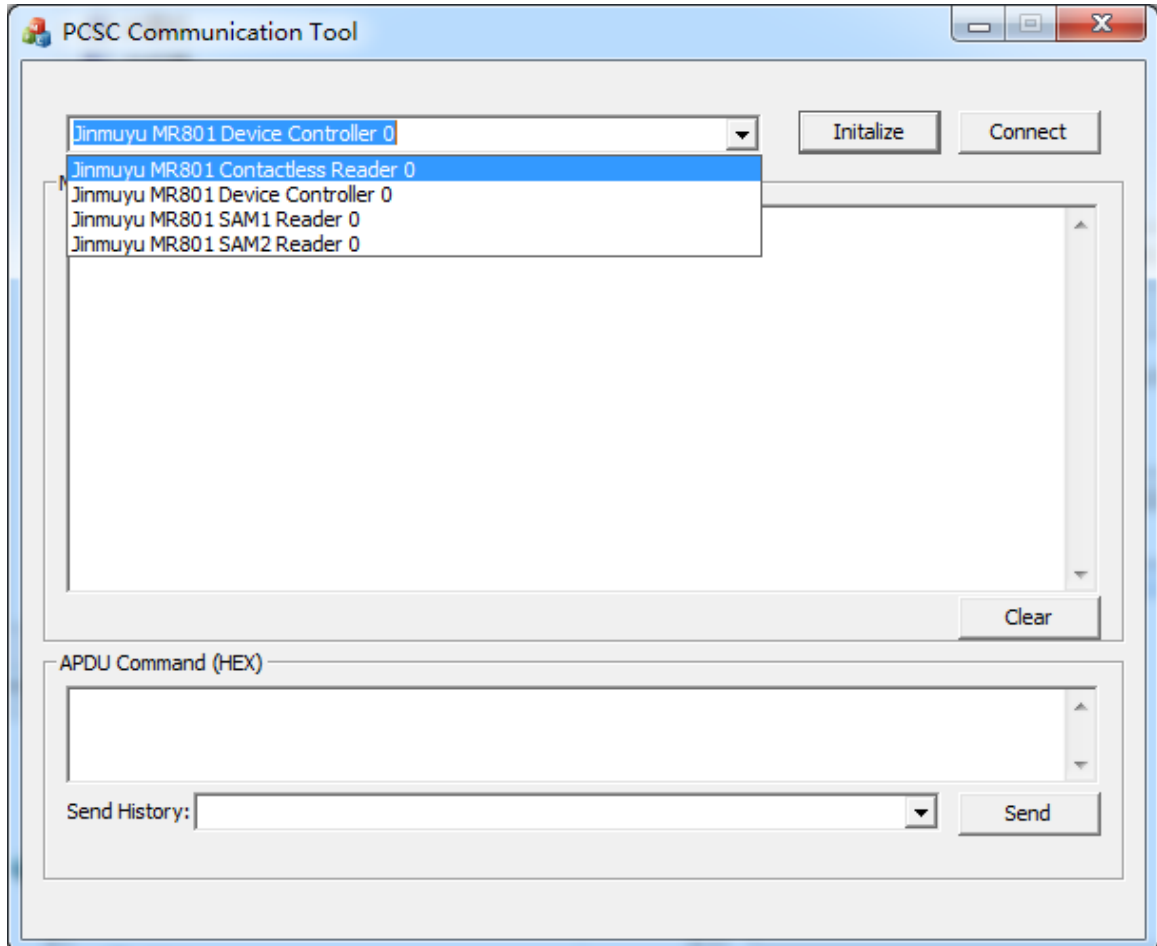 PCSC Communication Tool
Jinmuyu MR801 Device Controller 0
Initalize
Connect
Jinmuyu MR801 Contactless Reader 0
Jinmuyu MR801 Device Controller 0
Jinmuyu MR801 SAM1 Reader 0
Jinmuyu MR801 SAM2 Reader 0
Clear
APDU Command (HEX)
Send History:
Send